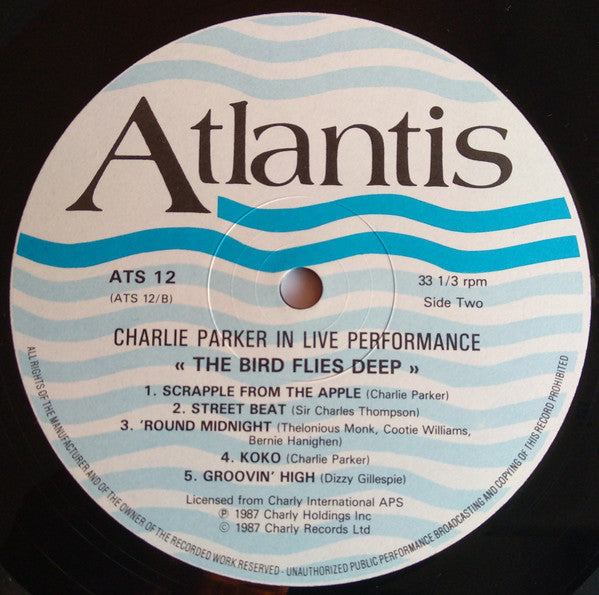 Atlantis
ATS 12
(ATS 12/B)
33 1/3 rpm
Side Two
CHARLIE PARKER IN LIVE PERFORMANCE
« THE BIRD FLIES DEEP »
1. SCRAPPLE FROM THE APPLE (Charlie Parker)
2. STREET BEAT (Sir Charles Thompson)
3. 'ROUND MIDNIGHT (Thelonious Monk, Cootie Williams,
Bernie Hanighen)
4. KOKO (Charlie Parker)
5. GROOVIN' HIGH (Dizzy Gillespie)
Licensed from Charly International APS
℗ 1987 Charly Holdings Inc
© 1987 Charly Records Ltd
ALL RIGHTS OF THE MANUFACTURER AND OF THE OWNER OF THE RECORDED WORK RESERVED - UNAUTHORIZED PUBLIC PERFORMANCE BROADCASTING AND COPYING OF THIS RECORD PROHIBITED